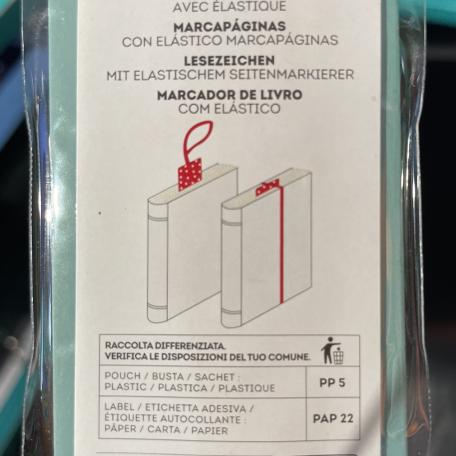 AVEC ÉLASTIQUE
MARCAPÁGINAS
CON ELÁSTICO MARCAPÁGINAS
LESEZEICHEN
MIT ELASTISCHEM SEITENMARKIERER
MARCADOR DE LIVRO
COM ELÁSTICO
RACCOLTA DIFFERENZIATA.
VERIFICA LE DISPOSIZIONI DEL TUO COMUNE.
POUCH / BUSTA / SACHET :
PLASTIC / PLASTICA / PLASTIQUE
PP 5
LABEL / ETICHETTA ADESIVA /
ÉTIQUETTE AUTOCOLLANTE :
PÁPER / CARTA / PAPIER
PAP 22